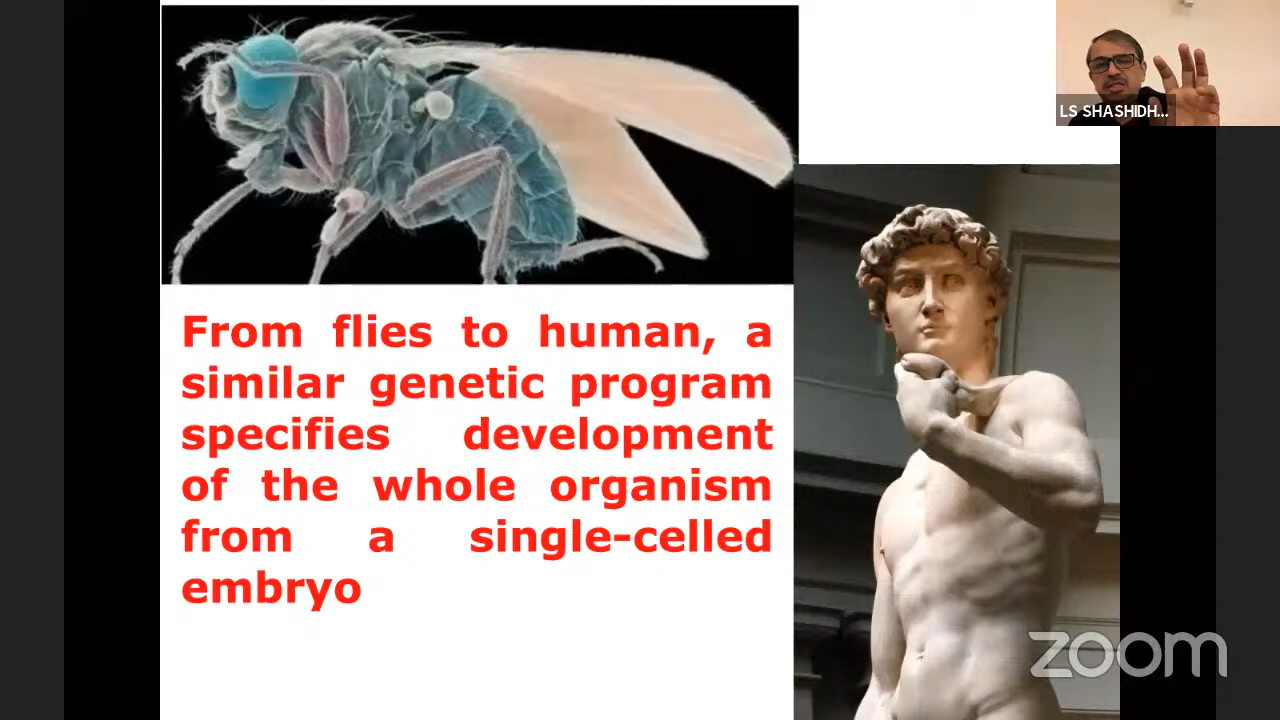 LS SHASHIDH...
From flies to human, a
similar genetic program
specifies development
of the whole organism
from a single-celled
embryo
zoom